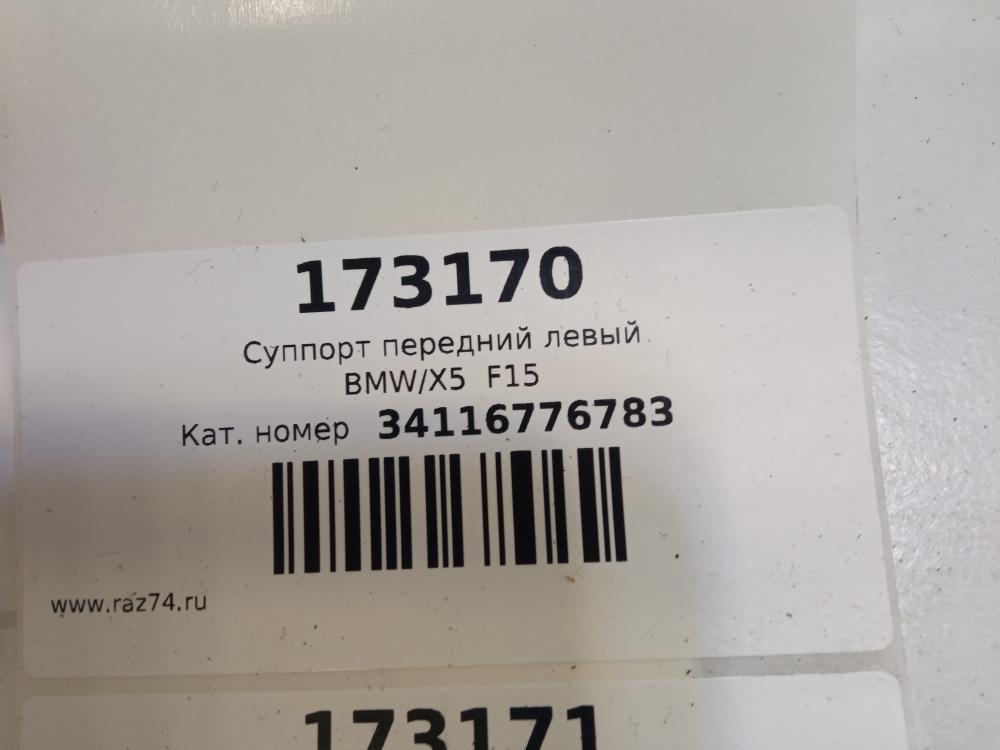 173170
Суппорт передний левый
BMW/X5 F15
Кат. номер 34116776783
www.raz74.ru
173171